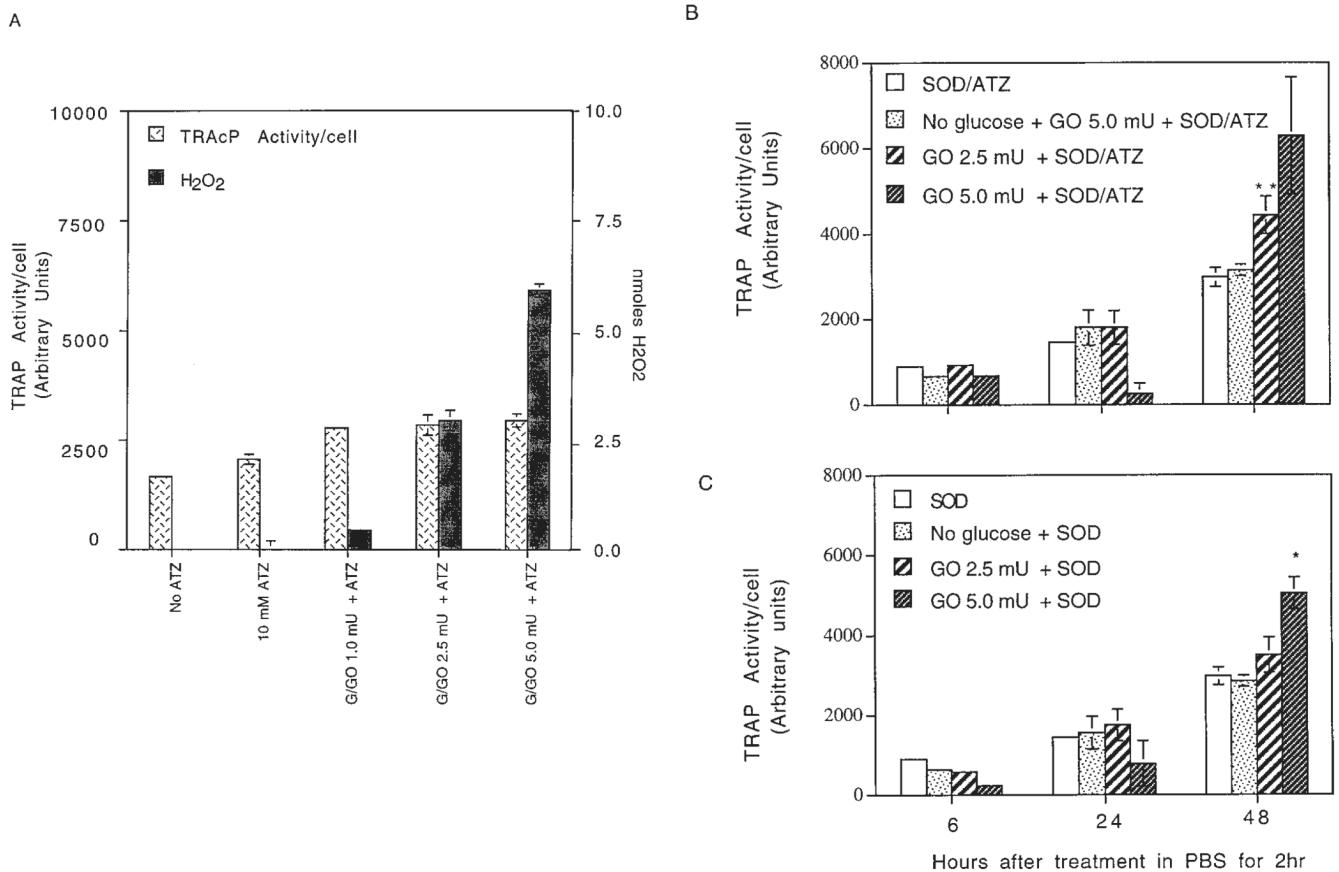 A
10000
7500
5000
2500
0
TRAP Activity/cell
(Arbitrary Units)
TRAcP Activity/cell
H2O2
10.0
7.5
5.0
2.5
0.0
nmoles H2O2
No ATZ
10 mM ATZ
G/GO 1.0 mU + ATZ
G/GO 2.5 mU + ATZ
G/GO 5.0 mU + ATZ
B
8000
6000
4000
2000
0
TRAP Activity/cell
(Arbitrary Units)
SOD/ATZ
No glucose + GO 5.0 mU + SOD/ATZ
GO 2.5 mU + SOD/ATZ
GO 5.0 mU + SOD/ATZ
* *
C
8000
6000
4000
2000
0
TRAP Activity/cell
(Arbitrary units)
SOD
No glucose + SOD
GO 2.5 mU + SOD
GO 5.0 mU + SOD
*
6 24 48
Hours after treatment in PBS for 2hr